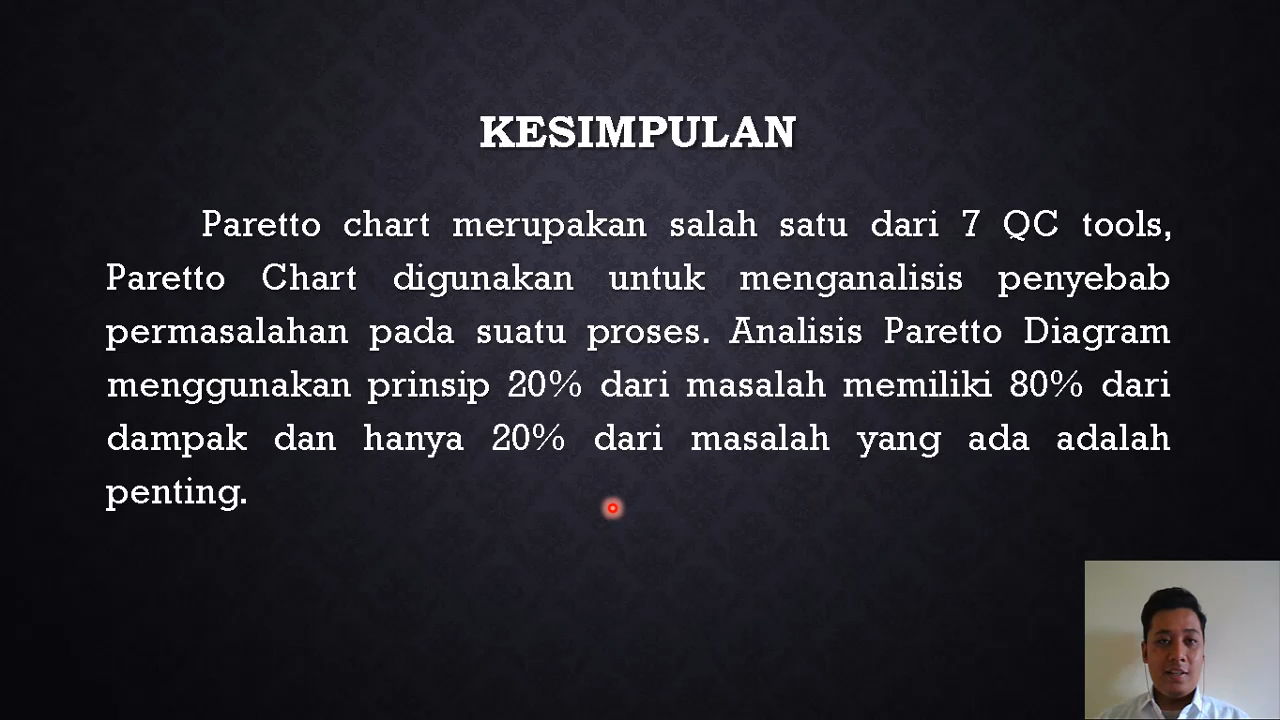 KESIMPULAN
Paretto chart merupakan salah satu dari 7 QC tools,
Paretto Chart digunakan untuk menganalisis penyebab
permasalahan pada suatu proses. Analisis Paretto Diagram
menggunakan prinsip 20% dari masalah memiliki 80% dari
dampak dan hanya 20% dari masalah yang ada adalah
penting.